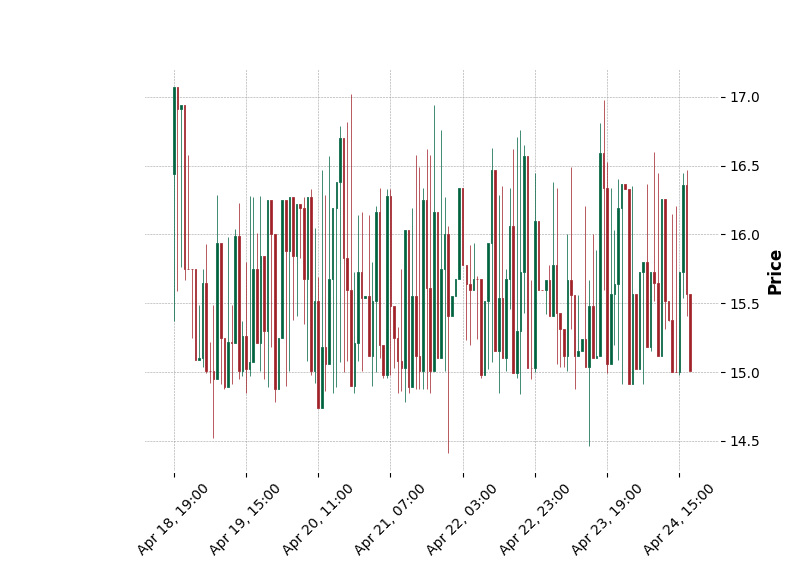 17.0
16.5
16.0
15.5
15.0
14.5
Price
Apr 18, 19:00
Apr 19, 15:00
Apr 20, 11:00
Apr 21, 07:00
Apr 22, 03:00
Apr 22, 23:00
Apr 23, 19:00
Apr 24, 15:00